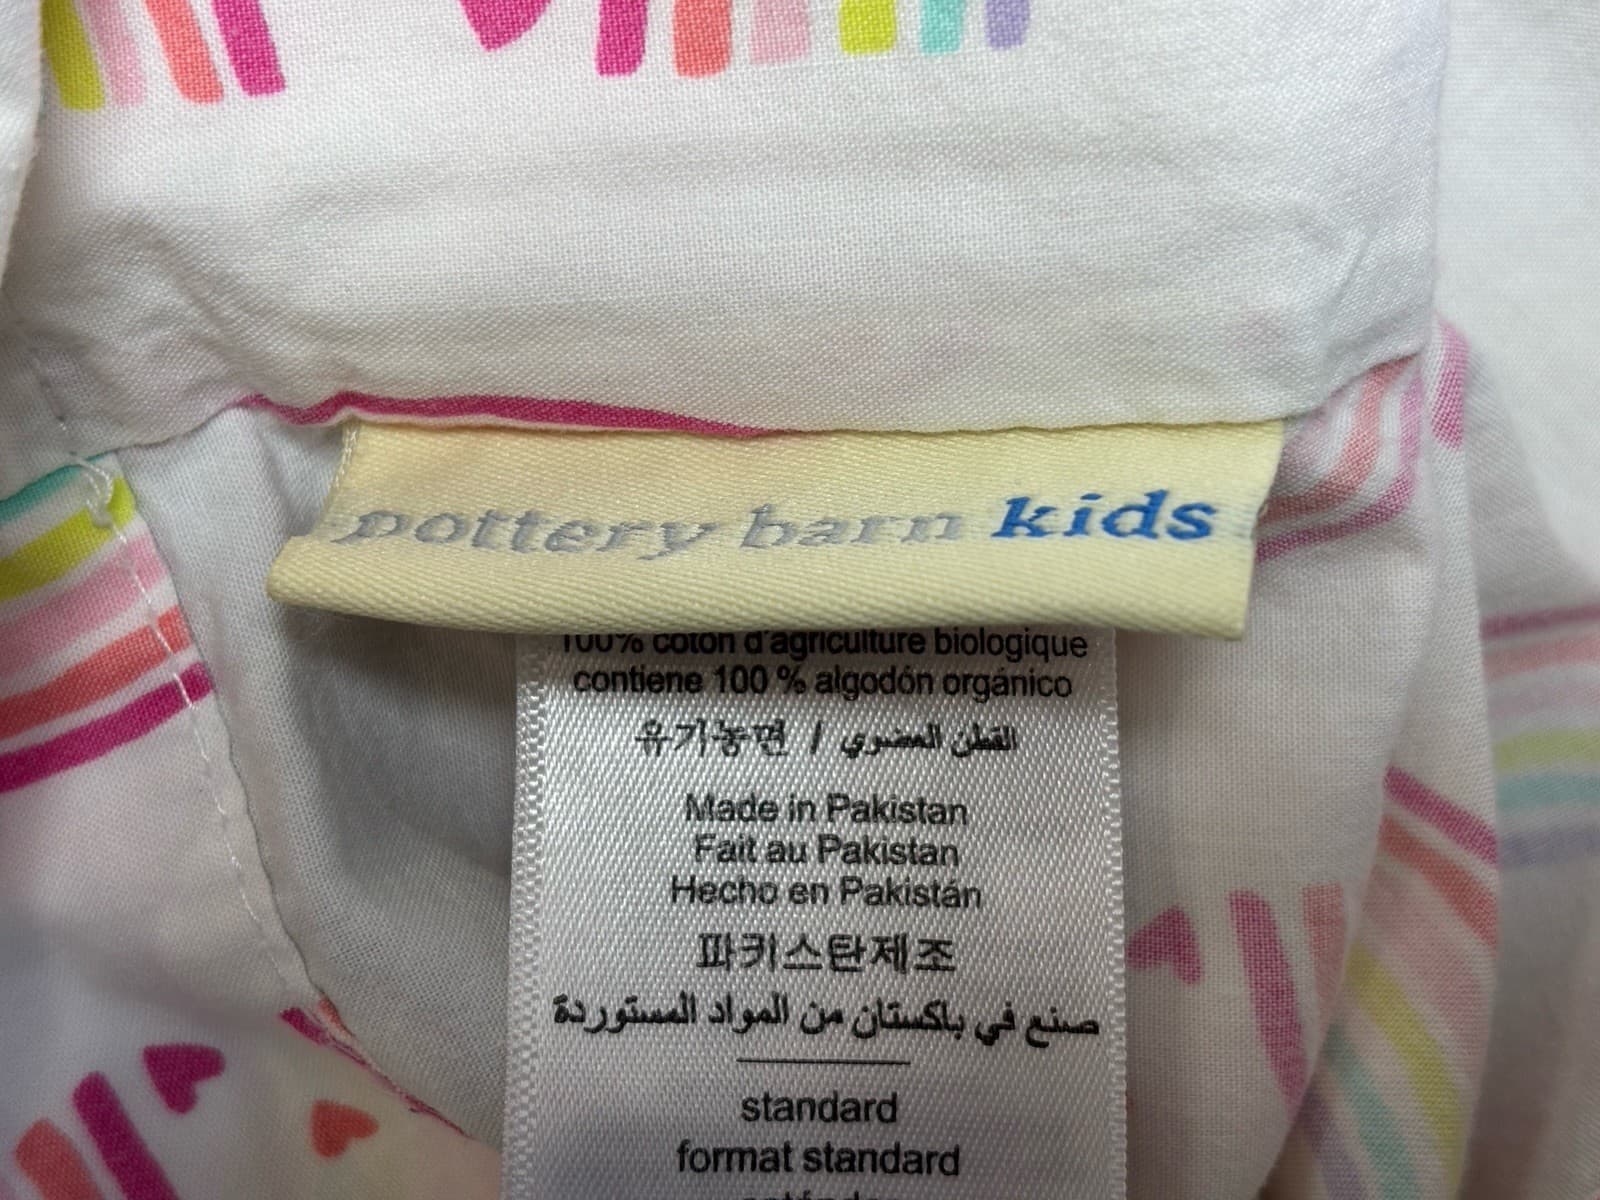 pottery barn kids
100% coton d'agriculture biologique
contiene 100 % algodón orgánico
유기농면 / القطن العضوي
Made in Pakistan
Fait au Pakistan
Hecho en Pakistán
파키스탄제조
صنع في باكستان من المواد المستوردة
standard
format standard